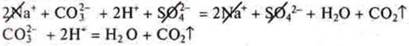 2Na⁺ + CO₃²⁻ + 2H⁺ + SO₄²⁻ = 2Na⁺ + SO₄²⁻ + H₂O + CO₂↑
CO₃²⁻ + 2H⁺ = H₂O + CO₂↑